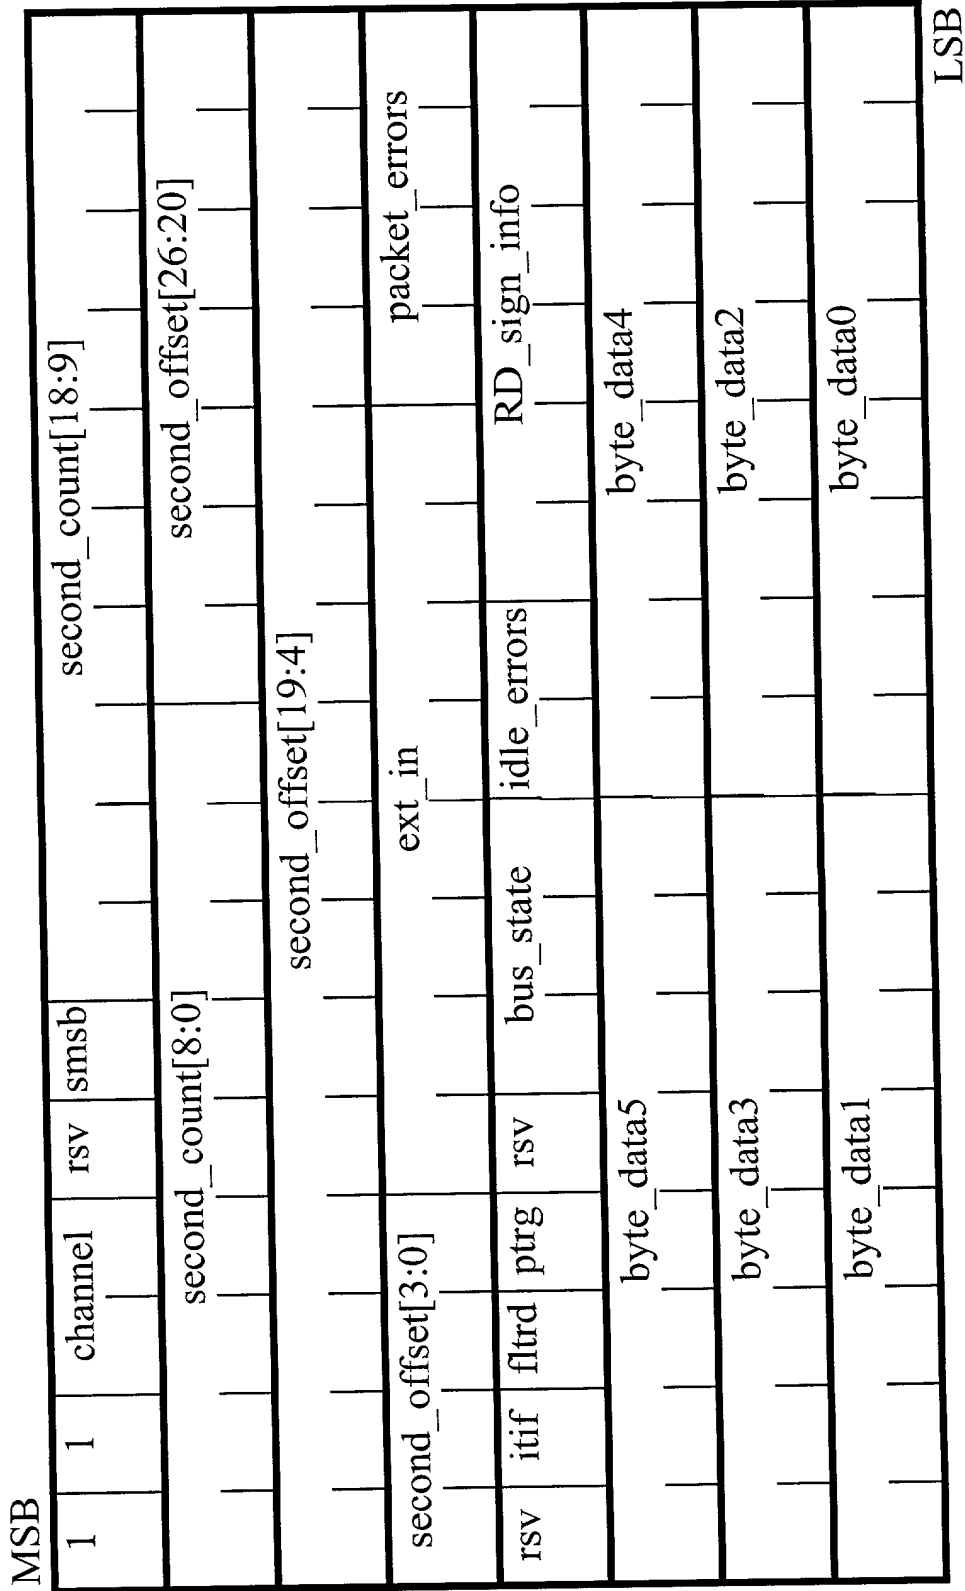 MSB
1 1 channel rsv smsb second_count[18:9]
second_count[8:0] second_offset[26:20]
second_offset[19:4]
second_offset[3:0] ext_in packet_errors
rsv itif fltrd ptrg rsv bus_state idle_errors RD_sign_info
byte_data5 byte_data4
byte_data3 byte_data2
byte_data1 byte_data0
LSB